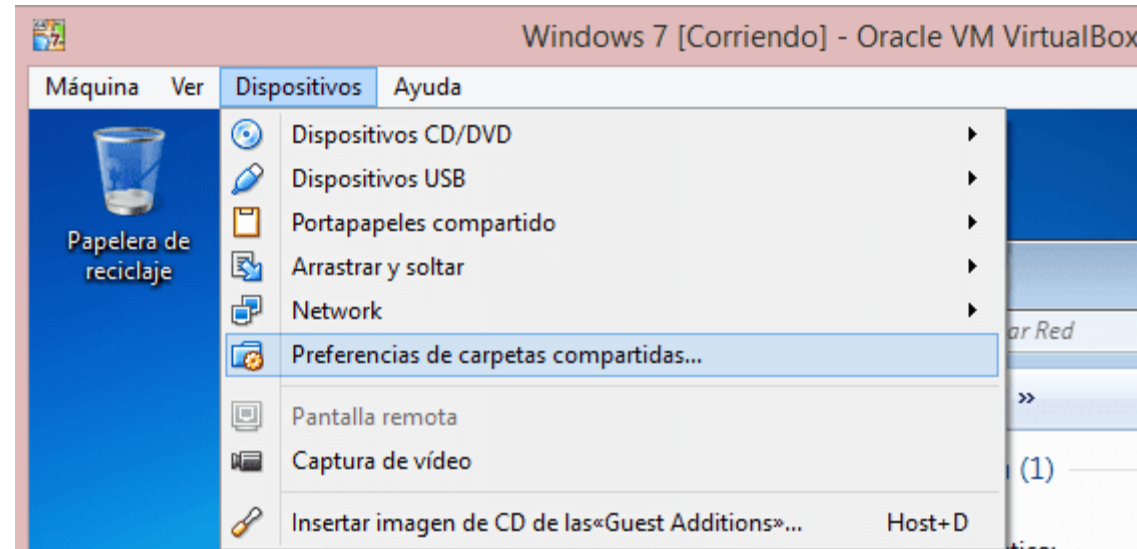 Windows 7 [Corriendo] - Oracle VM VirtualBox
Máquina Ver Dispositivos Ayuda
Dispositivos CD/DVD
Dispositivos USB
Portapapeles compartido
Arrastrar y soltar
Network
Preferencias de carpetas compartidas...
Pantalla remota
Captura de vídeo
Insertar imagen de CD de las«Guest Additions»... Host+D
Papelera de
reciclaje
ar Red
»
(1)